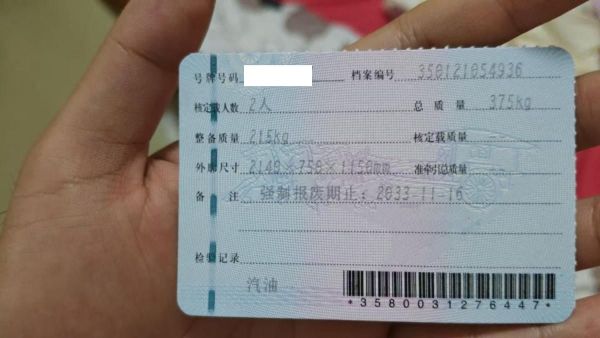 号牌号码 档案编号 350121054936
核定载人数 2人 总质量 375kg
整备质量 215kg 核定载质量
外廓尺寸 2140×750×1150mm 准牵引总质量
备注 强制报废期止：2033-11-16
检验记录
汽油
*3580031276447*